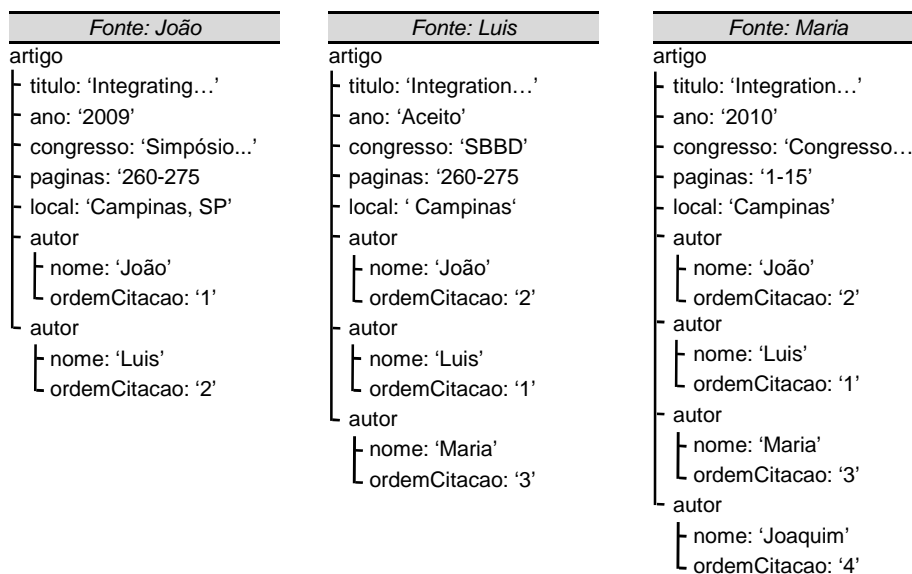 Fonte: João
artigo
titulo: ‘Integrating…’
ano: ‘2009’
congresso: ‘Simpósio...’
paginas: ‘260-275
local: ‘Campinas, SP’
autor
nome: ‘João’
ordemCitacao: ‘1’
autor
nome: ‘Luis’
ordemCitacao: ‘2’
Fonte: Luis
artigo
titulo: ‘Integration…’
ano: ‘Aceito’
congresso: ‘SBBD’
paginas: ‘260-275
local: ‘ Campinas‘
autor
nome: ‘João’
ordemCitacao: ‘2’
autor
nome: ‘Luis’
ordemCitacao: ‘1’
autor
nome: ‘Maria’
ordemCitacao: ‘3’
Fonte: Maria
artigo
titulo: ‘Integration…’
ano: ‘2010’
congresso: ‘Congresso…
paginas: ‘1-15’
local: ‘Campinas’
autor
nome: ‘João’
ordemCitacao: ‘2’
autor
nome: ‘Luis’
ordemCitacao: ‘1’
autor
nome: ‘Maria’
ordemCitacao: ‘3’
autor
nome: ‘Joaquim’
ordemCitacao: ‘4’